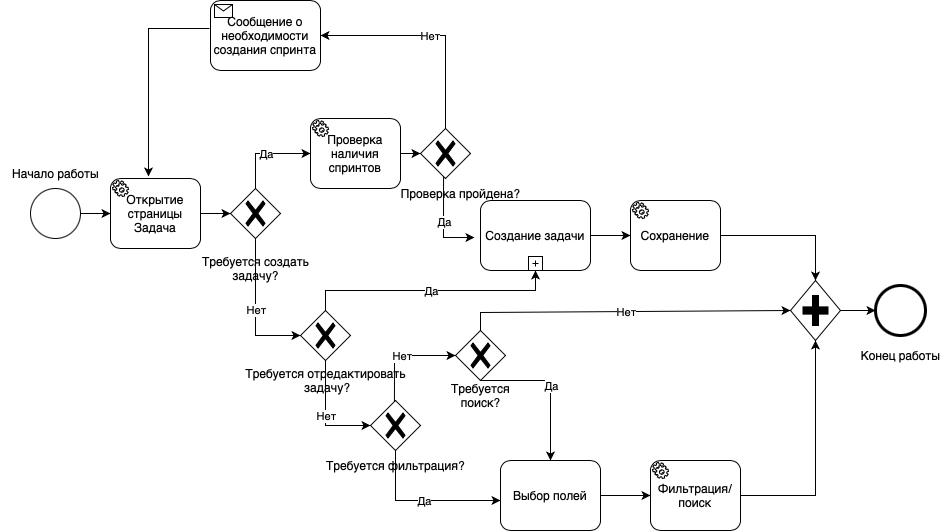 Сообщение о
необходимости
создания спринта
Нет
Проверка
наличия
спринтов
Да
Начало работы
Открытие
страницы
Задача
Проверка пройдена?
Да
Создание задачи
Сохранение
Требуется создать
задачу?
Да
Нет
Нет
Требуется отредактировать
задачу?
Нет
Требуется
поиск?
Да
Конец работы
Нет
Требуется фильтрация?
Да
Выбор полей
Фильтрация/
поиск